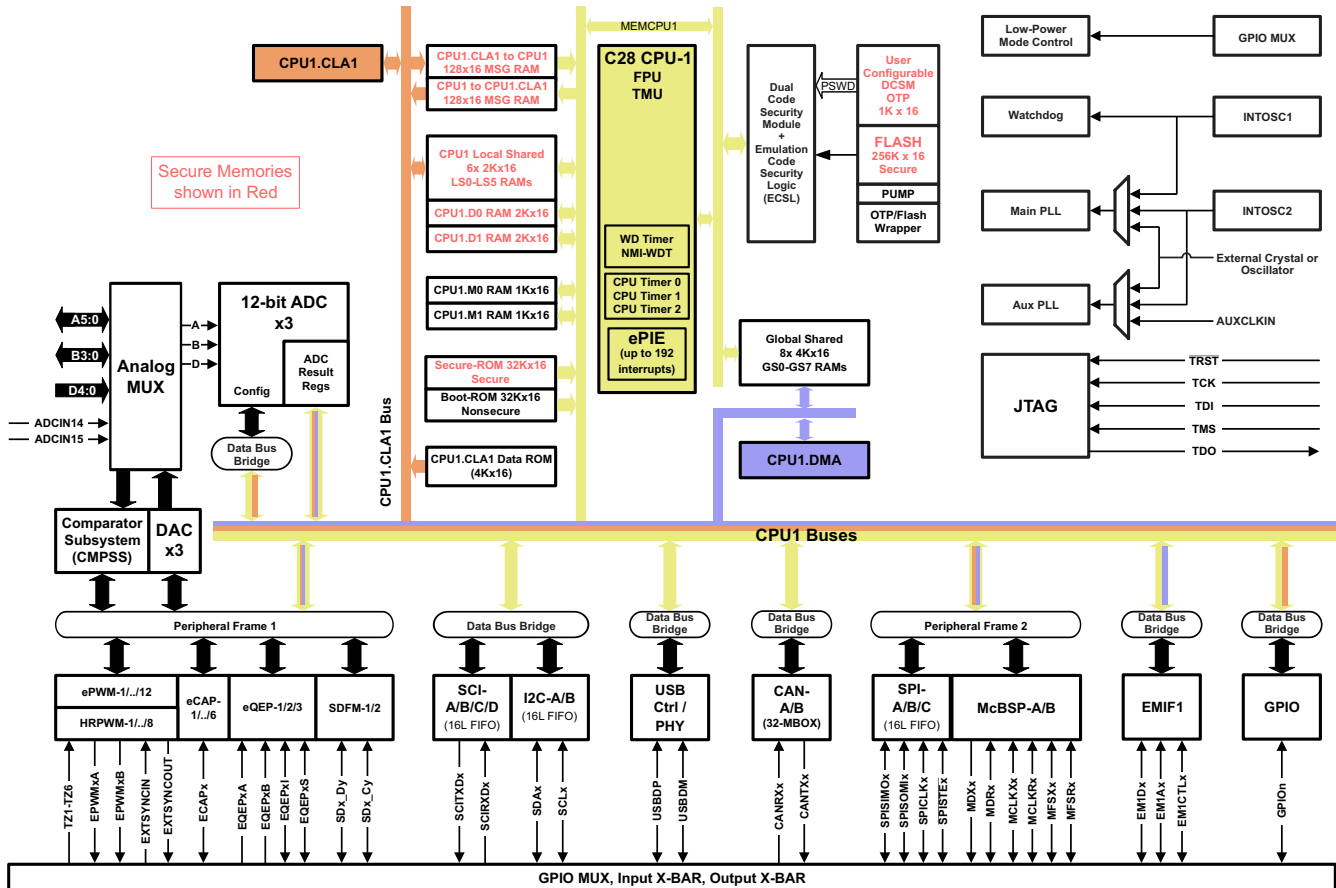 MEMCPU1
CPU1.CLA1
CPU1.CLA1 to CPU1
128x16 MSG RAM
CPU1 to CPU1.CLA1
128x16 MSG RAM
CPU1 Local Shared
6x 2Kx16
LS0-LS5 RAMs
CPU1.D0 RAM 2Kx16
CPU1.D1 RAM 2Kx16
CPU1.M0 RAM 1Kx16
CPU1.M1 RAM 1Kx16
Secure-ROM 32Kx16
Secure
Boot-ROM 32Kx16
Nonsecure
CPU1.CLA1 Data ROM
(4Kx16)
CPU1.CLA1 Bus
Secure Memories
shown in Red
C28 CPU-1
FPU
TMU
WD Timer
NMI-WDT
CPU Timer 0
CPU Timer 1
CPU Timer 2
ePIE
(up to 192
interrupts)
Dual
Code
Security
Module
+
Emulation
Code
Security
Logic
(ECSL)
PSWD
User
Configurable
DCSM
OTP
1K x 16
FLASH
256K x 16
Secure
PUMP
OTP/Flash
Wrapper
Global Shared
8x 4Kx16
GS0-GS7 RAMs
CPU1.DMA
Low-Power
Mode Control
GPIO MUX
Watchdog
INTOSC1
Main PLL
INTOSC2
External Crystal or
Oscillator
Aux PLL
AUXCLKIN
JTAG
TRST
TCK
TDI
TMS
TDO
A5:0
B3:0
D4:0
ADCIN14
ADCIN15
Analog
MUX
A
B
D
12-bit ADC
x3
Config
ADC
Result
Regs
Data Bus
Bridge
Comparator
Subsystem
(CMPSS)
DAC
x3
CPU1 Buses
Peripheral Frame 1
Data Bus Bridge
Data Bus
Bridge
Data Bus
Bridge
Peripheral Frame 2
Data Bus
Bridge
Data Bus
Bridge
ePWM-1/../12
HRPWM-1/../8
eCAP-
1/../6
eQEP-1/2/3
SDFM-1/2
SCI-
A/B/C/D
(16L FIFO)
I2C-A/B
(16L FIFO)
USB
Ctrl /
PHY
CAN-
A/B
(32-MBOX)
SPI-
A/B/C
(16L FIFO)
McBSP-A/B
EMIF1
GPIO
TZ1-TZ6
EPWMxA
EPWMxB
EXTSYNCIN
EXTSYNCOUT
ECAPx
EQEPxA
EQEPxB
EQEPxI
EQEPxS
SDx_Dy
SDx_Cy
SCITXDx
SCIRXDx
SDAx
SCLx
USBDP
USBDM
CANRXx
CANTXx
SPISIMOx
SPISOMIx
SPICLKx
SPISTEx
MDXx
MDRx
MCLKXx
MCLKRx
MFSXx
MFSRx
EM1Dx
EM1Ax
EM1CTLx
GPIOn
GPIO MUX, Input X-BAR, Output X-BAR